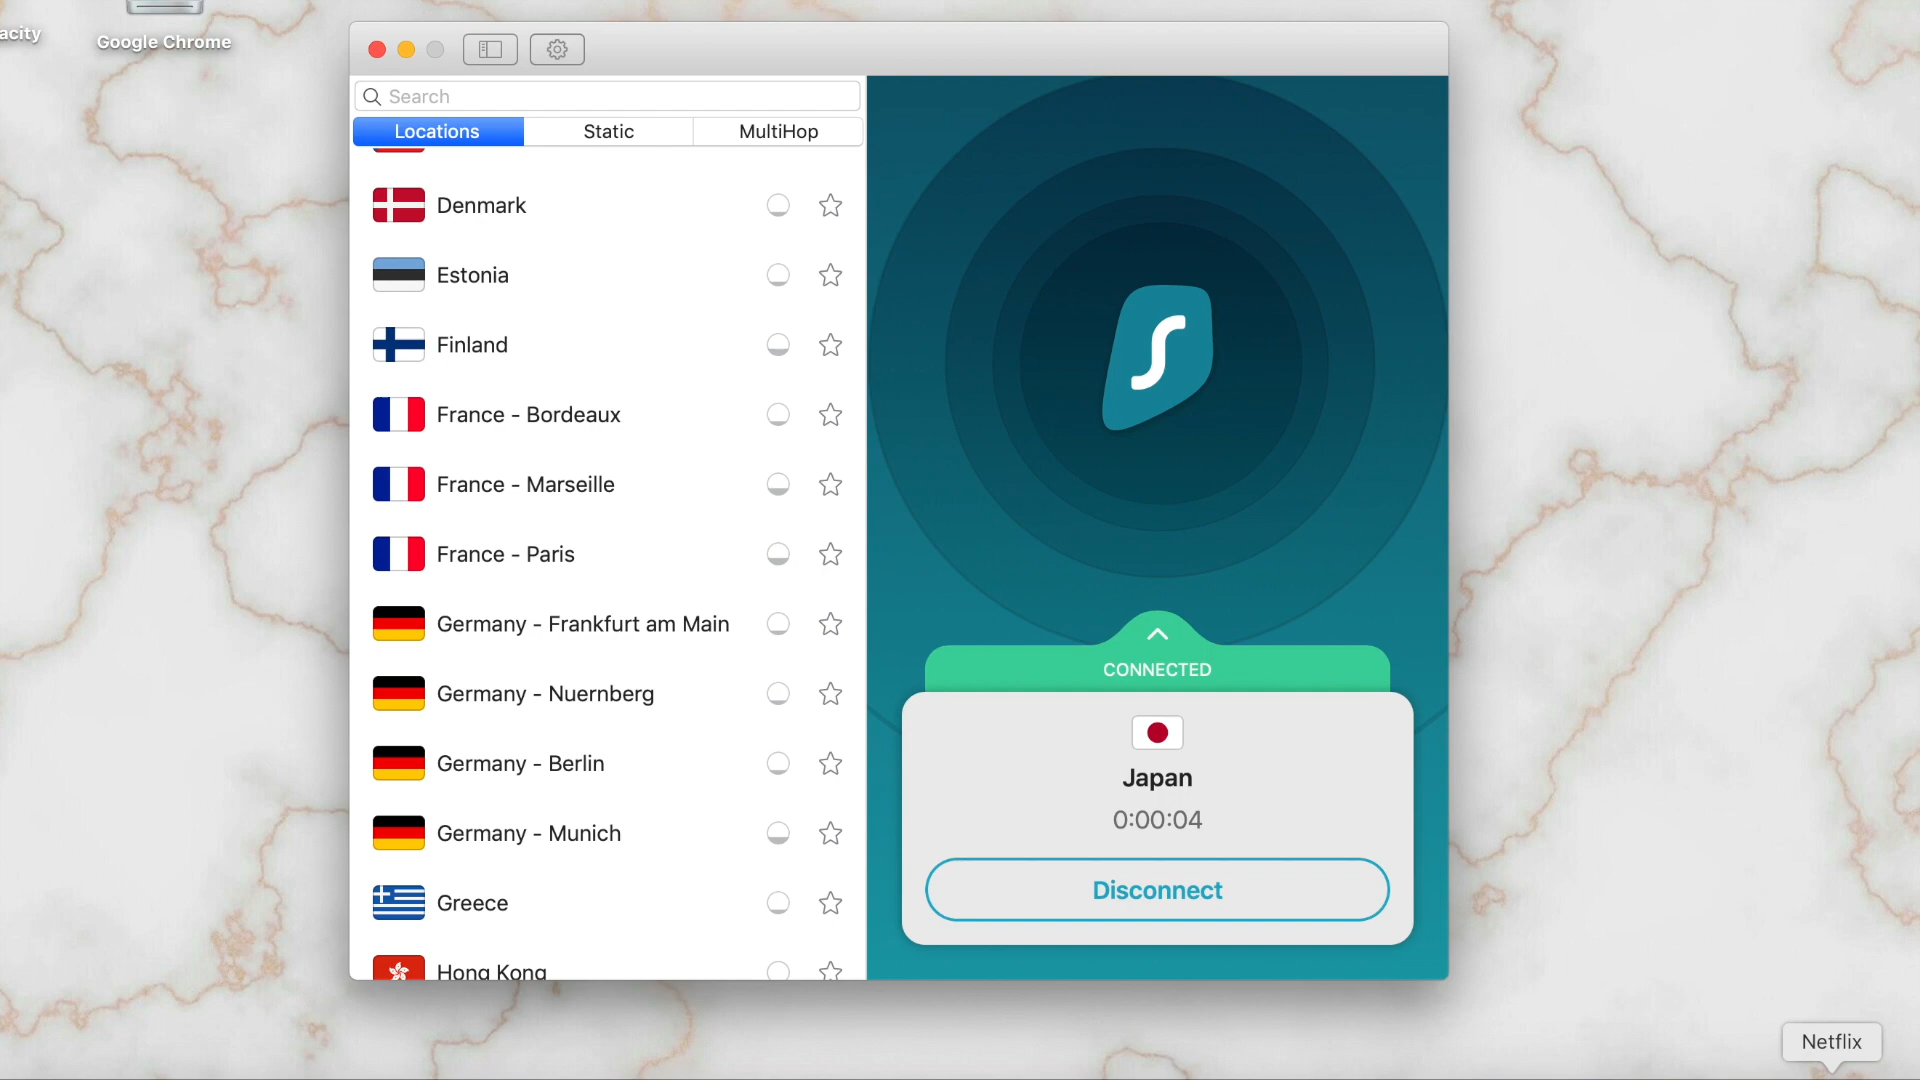 acity
Google Chrome
Search
Locations
Static
MultiHop
Denmark
Estonia
Finland
France - Bordeaux
France - Marseille
France - Paris
Germany - Frankfurt am Main
Germany - Nuernberg
Germany - Berlin
Germany - Munich
Greece
Hong Kong
CONNECTED
Japan
0:00:04
Disconnect
Netflix